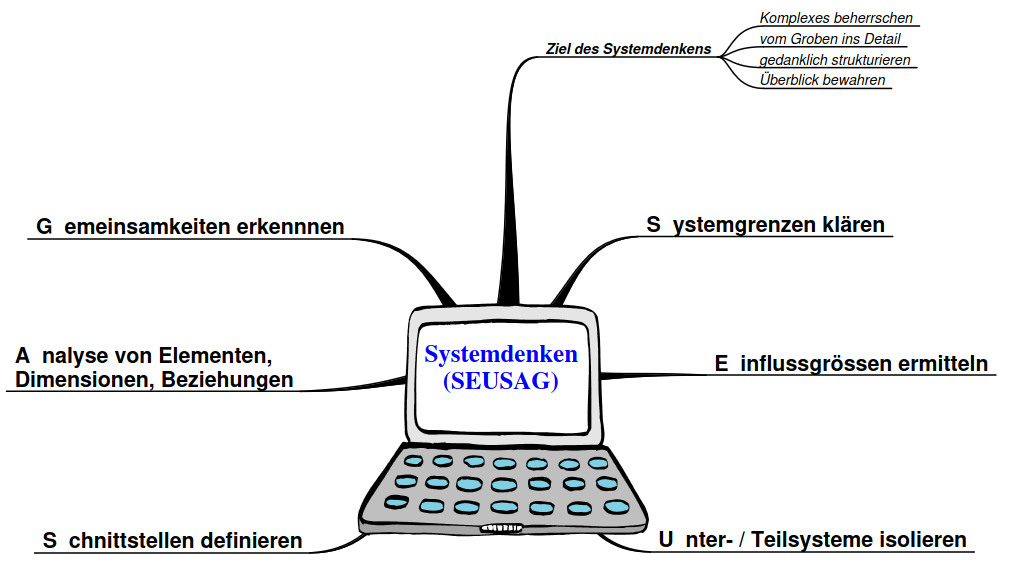 Komplexes beherrschen
vom Groben ins Detail
Ziel des Systemdenkens
gedanklich strukturieren
Überblick bewahren
G emeinsamkeiten erkennnen
S ystemgrenzen klären
Systemdenken
(SEUSAG)
A nalyse von Elementen,
Dimensionen, Beziehungen
E influssgrössen ermitteln
S chnittstellen definieren
U nter- / Teilsysteme isolieren